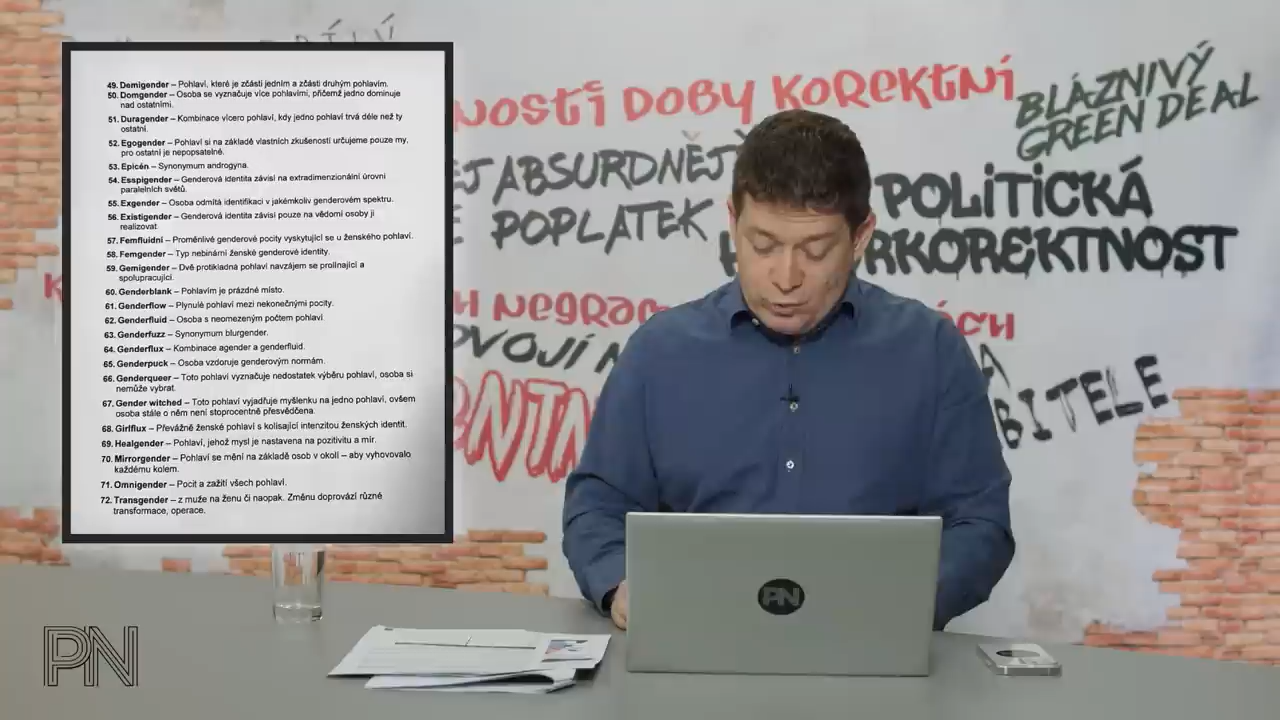 49. Demigender – Pohlaví, které je zčásti jedním a zčásti druhým pohlavím.
50. Domgender – Osoba se vyznačuje více pohlavími, přičemž jedno dominuje
nad ostatními.
51. Duragender – Kombinace vícero pohlaví, kdy jedno pohlaví trvá déle než ty
ostatní.
52. Egogender – Pohlaví si na základě vlastních zkušeností určujeme pouze my,
pro ostatní je nepopsatelné.
53. Epicén – Synonymum androgyna.
54. Esspigender – Genderová identita závisí na extradimenzionální úrovni
paralelních světů.
55. Exgender – Osoba odmítá identifikaci v jakémkoliv genderovém spektru.
56. Existigender – Genderová identita závisí pouze na vědomí osoby ji
realizovat
57. Femfluidní – Proměnlivé genderové pocity vyskytující se u ženského pohlaví.
58. Femgender – Typ nebinární ženské genderové identity.
59. Gemigender – Dvě protikladná pohlaví navzájem se prolínající a
spolupracující.
60. Genderblank – Pohlavím je prázdné místo.
61. Genderflow – Plynulé pohlaví mezi nekonečnými pocity.
62. Genderfluid – Osoba s neomezeným počtem pohlaví
63. Genderfuzz – Synonymum blurgender.
64. Genderflux – Kombinace agender a genderfluid.
65. Genderpuck – Osoba vzdoruje genderovým normám.
66. Genderqueer – Toto pohlaví vyznačuje nedostatek výběru pohlaví, osoba si
nemůže vybrat.
67. Gender witched – Toto pohlaví vyjadřuje myšlenku na jedno pohlaví, ovšem
osoba stále o něm není stoprocentně přesvědčena.
68. Girlflux – Převážně ženské pohlaví s kolísající intenzitou ženských identit.
69. Healgender – Pohlaví, jehož mysl je nastavena na pozitivitu a mír.
70. Mirrorgender – Pohlaví se mění na základě osob v okolí – aby vyhovovalo
každému kolem.
71. Omnigender – Pocit a zažití všech pohlaví.
72. Transgender – z muže na ženu či naopak. Změnu doprovází různé
transformace, operace.
NOSTÍ DOBY KOREKTNÍ
BLÁZNIVÝ
GREEN DEAL
EJ ABSURDNĚJ
POPLATEK
POLITICKÁ
RKOREKTNOST
NEGRA
ÁCH
OVOJÍ
BITELE
PN
PN